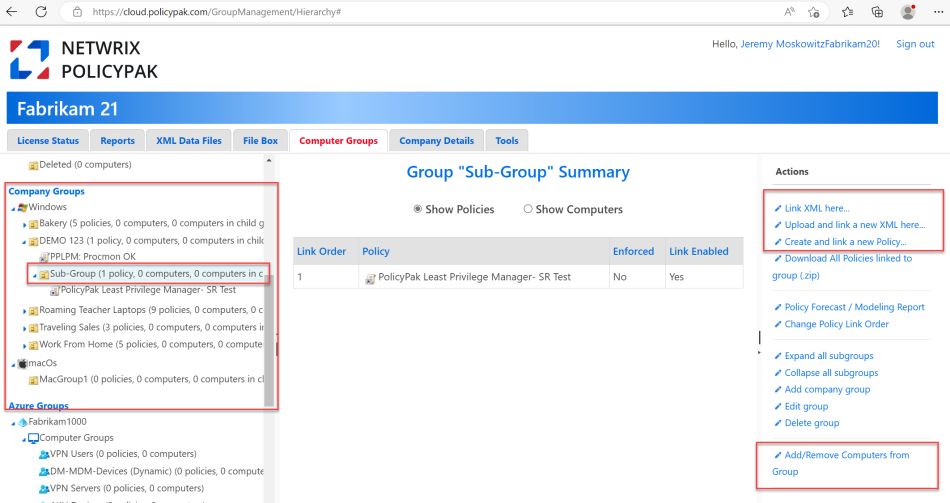 https://cloud.policypak.com/GroupManagement/Hierarchy#
NETWRIX
POLICYPAK
Hello, Jeremy MoskowitzFabrikam20! Sign out
Fabrikam 21
License Status Reports XML Data Files File Box Computer Groups Company Details Tools
Deleted (0 computers)
Company Groups
Windows
Bakery (5 policies, 0 computers, 0 computers in child g
DEMO 123 (1 policy, 0 computers, 0 computers in child
PPLPM: Procmon OK
Sub-Group (1 policy, 0 computers, 0 computers in c
PolicyPak Least Privilege Manager- SR Test
Roaming Teacher Laptops (9 policies, 0 computers, 0 c
Traveling Sales (3 policies, 0 computers, 0 computers in
Work From Home (5 policies, 0 computers, 0 compute
macOs
MacGroup1 (0 policies, 0 computers, 0 computers in cl
Azure Groups
Fabrikam1000
Computer Groups
VPN Users (0 policies, 0 computers)
DM-MDM-Devices (Dynamic) (0 policies, 0 compute
VPN Servers (0 policies, 0 computers)
Group "Sub-Group" Summary
Show Policies Show Computers
Link Order Policy Enforced Link Enabled
1 PolicyPak Least Privilege Manager- SR Test No Yes
Actions
Link XML here...
Upload and link a new XML here...
Create and link a new Policy...
Download All Policies linked to
group (.zip)
Policy Forecast / Modeling Report
Change Policy Link Order
Expand all subgroups
Collapse all subgroups
Add company group
Edit group
Delete group
Add/Remove Computers from
Group